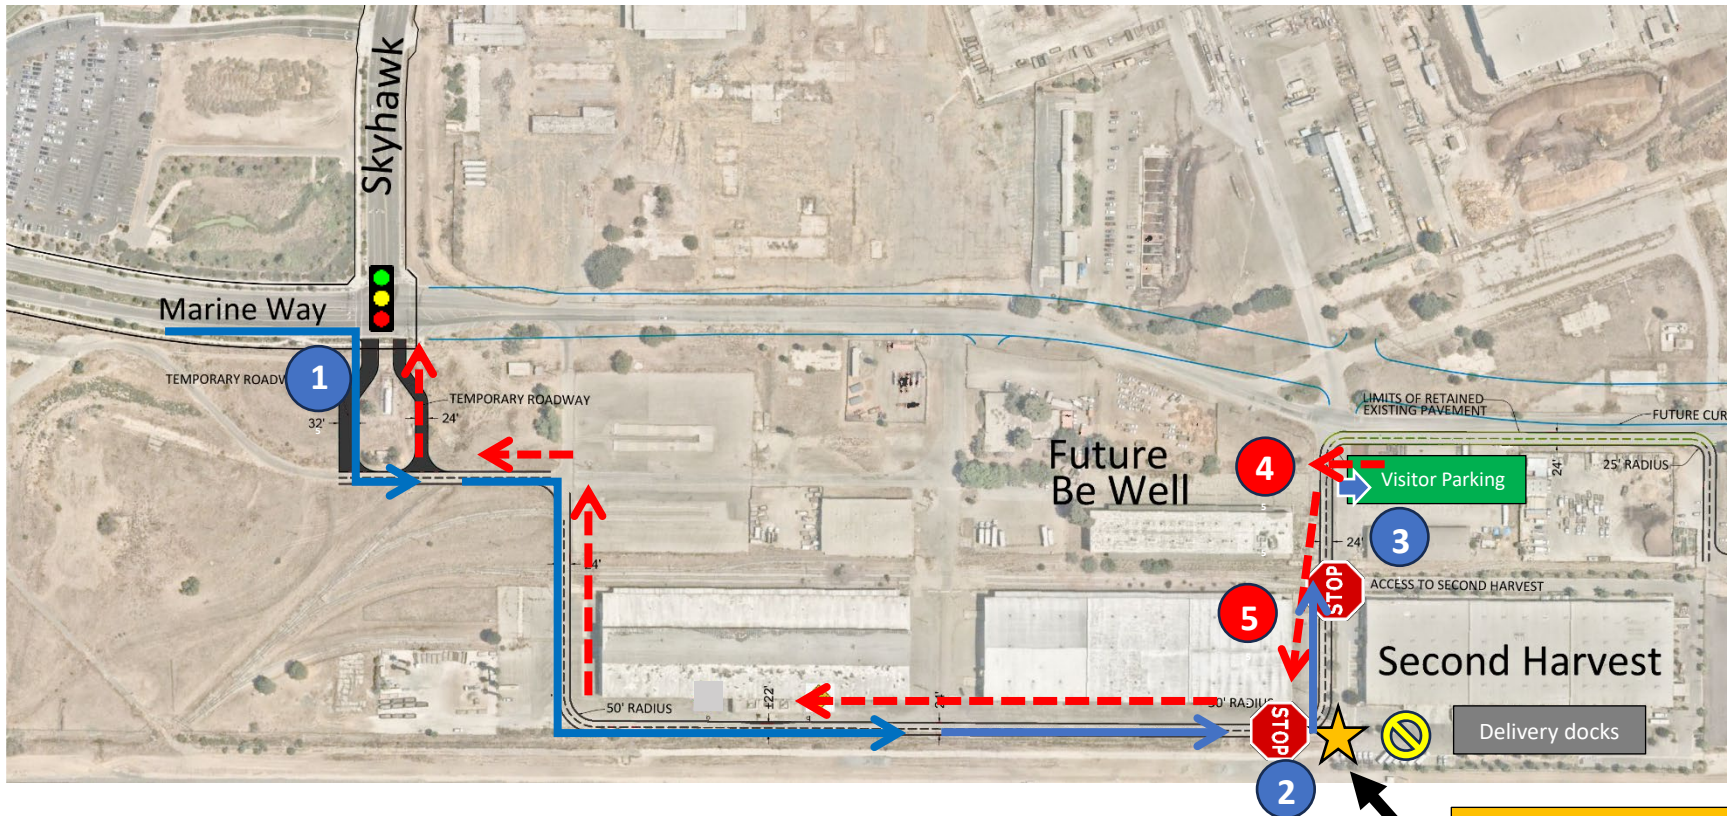 Skyhawk
Marine Way
1
TEMPORARY ROADW
TEMPORARY ROADWAY
32'
24'
LIMITS OF RETAINED
EXISTING PAVEMENT
FUTURE CUR
Future
Be Well
4
Visitor Parking
24'
25' RADIUS
3
24'
STOP
ACCESS TO SECOND HARVEST
5
Second Harvest
50' RADIUS
±22'
24'
STOP
Delivery docks
2